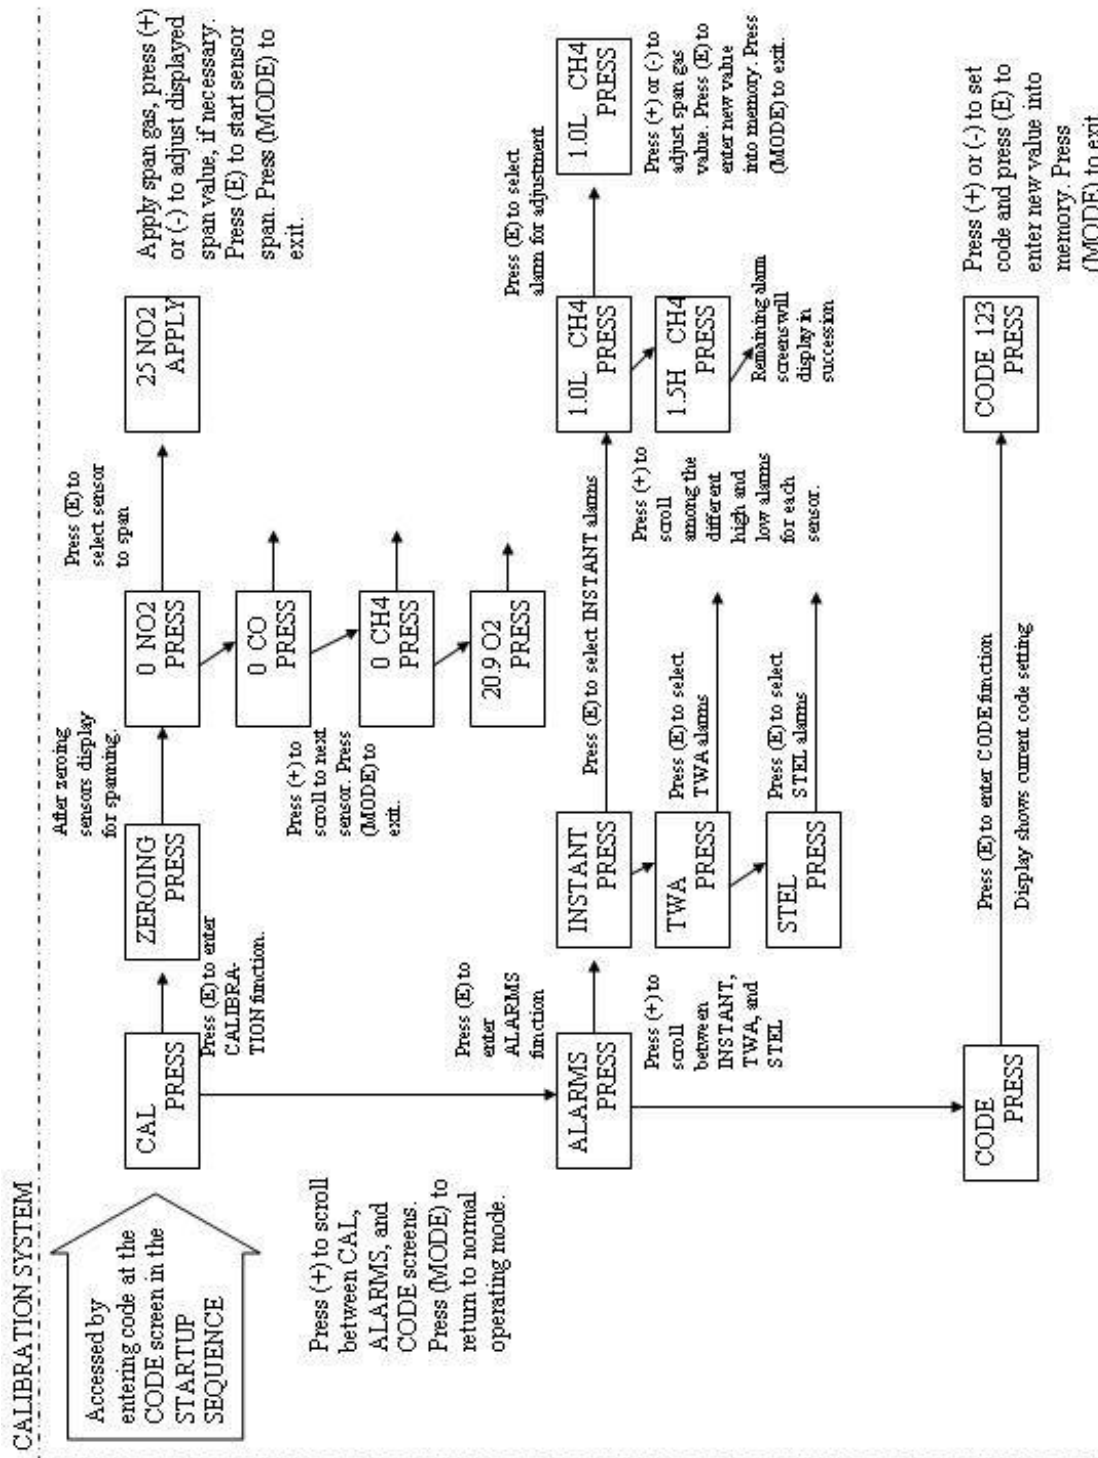 CALIBRATION SYSTEM
Accessed by
entering code at the
CODE screen in the
STARTUP
SEQUENCE
Press (+) to scroll
between CAL,
ALARMS, and
CODE screens.
Press (MODE) to
return to normal
operating mode.
CAL
PRESS
Press (E) to enter
CALIBRA-
TION function.
ZEROING
PRESS
After zeroing
sensors display
for spanning.
0 NO2
PRESS
Press (E) to
select sensor
to span
25 NO2
APPLY
Apply span gas, press (+)
or (-) to adjust displayed
span value, if necessary.
Press (E) to start sensor
span. Press (MODE) to
exit.
0 CO
PRESS
Press (+) to
scroll to next
sensor. Press
(MODE) to
exit.
0 CH4
PRESS
20.9 O2
PRESS
Press (E) to
enter
ALARMS
function
ALARMS
PRESS
Press (+) to
scroll
between
INSTANT,
TWA, and
STEL
INSTANT
PRESS
Press (E) to select INSTANT alarms
TWA
PRESS
Press (E) to select
TWA alarms
STEL
PRESS
Press (E) to select
STEL alarms
Press (+) to
scroll
among the
different
high and
low alarms
for each
sensor.
1.0L CH4
PRESS
Press (E) to select
alarm for adjustment
1.5H CH4
PRESS
Remaining alarm
screens will
display in
succession
1.0L CH4
PRESS
Press (+) or (-) to
adjust span gas
value. Press (E) to
enter new value
into memory. Press
(MODE) to exit.
CODE
PRESS
Press (E) to enter CODE function
Display shows current code setting
CODE 123
PRESS
Press (+) or (-) to set
code and press (E) to
enter new value into
memory. Press
(MODE) to exit